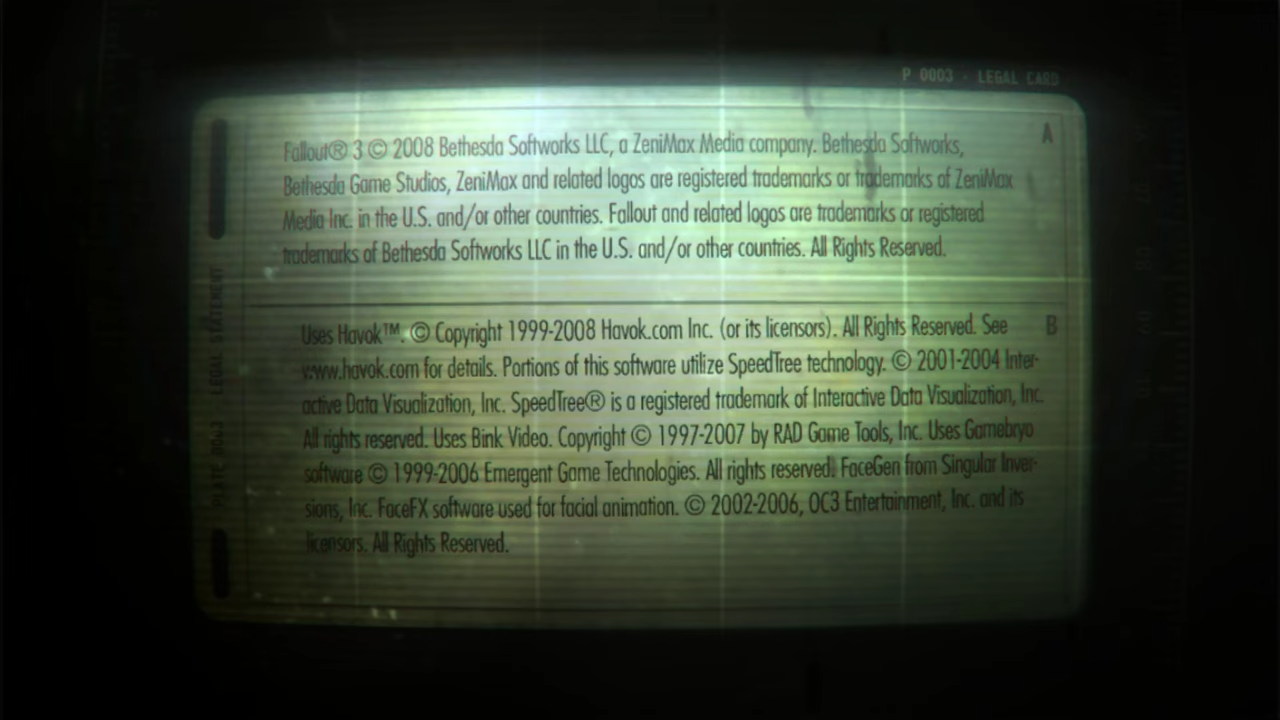 P 0003 - LEGAL CARD
A
Fallout® 3 © 2008 Bethesda Softworks LLC, a ZeniMax Media company. Bethesda Softworks,
Bethesda Game Studios, ZeniMax and related logos are registered trademarks or trademarks of ZeniMax
Media Inc. in the U.S. and/or other countries. Fallout and related logos are trademarks or registered
trademarks of Bethesda Softworks LLC in the U.S. and/or other countries. All Rights Reserved.
B
Uses Havok™. © Copyright 1999-2008 Havok.com Inc. (or its licensors). All Rights Reserved. See
www.havok.com for details. Portions of this software utilize SpeedTree technology. © 2001-2004 Inter-
active Data Visualization, Inc. SpeedTree® is a registered trademark of Interactive Data Visualization, Inc.
All rights reserved. Uses Bink Video. Copyright © 1997-2007 by RAD Game Tools, Inc. Uses Gamebryo
software © 1999-2006 Emergent Game Technologies. All rights reserved. FaceGen from Singular Inver-
sions, Inc. FaceFX software used for facial animation. © 2002-2006, OC3 Entertainment, Inc. and its
licensors. All Rights Reserved.
LEGAL STATEMENT